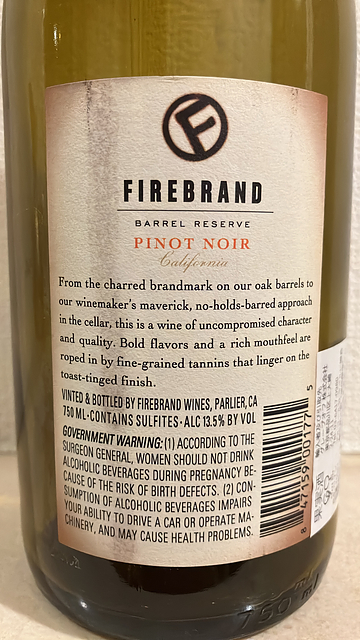 F
FIREBRAND
BARREL RESERVE
PINOT NOIR
California
From the charred brandmark on our oak barrels to
our winemaker's maverick, no-holds-barred approach
in the cellar, this is a wine of uncompromised character
and quality. Bold flavors and a rich mouthfeel are
roped in by fine-grained tannins that linger on the
toast-tinged finish.
VINTED & BOTTLED BY FIREBRAND WINES, PARLIER, CA
750 ML • CONTAINS SULFITES • ALC 13.5% BY VOL
GOVERNMENT WARNING: (1) ACCORDING TO THE
SURGEON GENERAL, WOMEN SHOULD NOT DRINK
ALCOHOLIC BEVERAGES DURING PREGNANCY BE-
CAUSE OF THE RISK OF BIRTH DEFECTS. (2) CON-
SUMPTION OF ALCOHOLIC BEVERAGES IMPAIRS
YOUR ABILITY TO DRIVE A CAR OR OPERATE MA-
CHINERY, AND MAY CAUSE HEALTH PROBLEMS.
750 ml